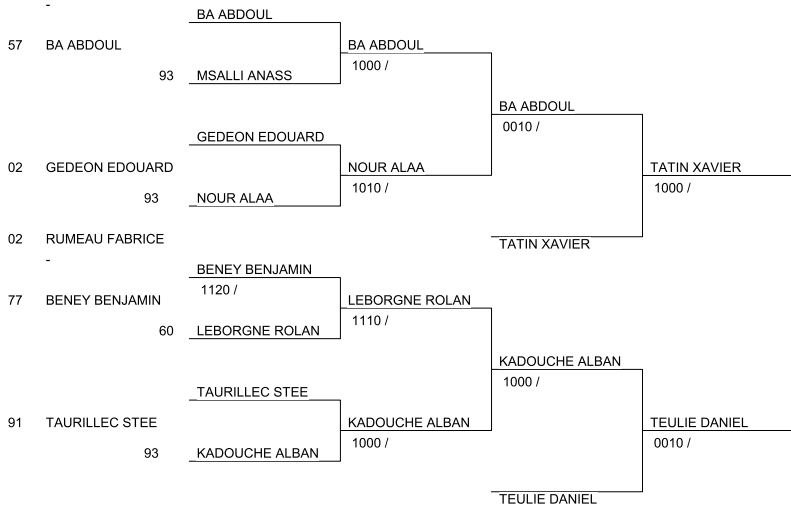 -
BA ABDOUL
57 BA ABDOUL BA ABDOUL
1000 /
93 MSALLI ANASS
BA ABDOUL
0010 /
GEDEON EDOUARD
02 GEDEON EDOUARD NOUR ALAA TATIN XAVIER
1010 / 1000 /
93 NOUR ALAA
02 RUMEAU FABRICE
TATIN XAVIER
-
BENEY BENJAMIN
1120 /
77 BENEY BENJAMIN LEBORGNE ROLAN
1110 /
60 LEBORGNE ROLAN
KADOUCHE ALBAN
1000 /
TAURILLEC STEE
91 TAURILLEC STEE KADOUCHE ALBAN TEULIE DANIEL
1000 / 0010 /
93 KADOUCHE ALBAN
TEULIE DANIEL